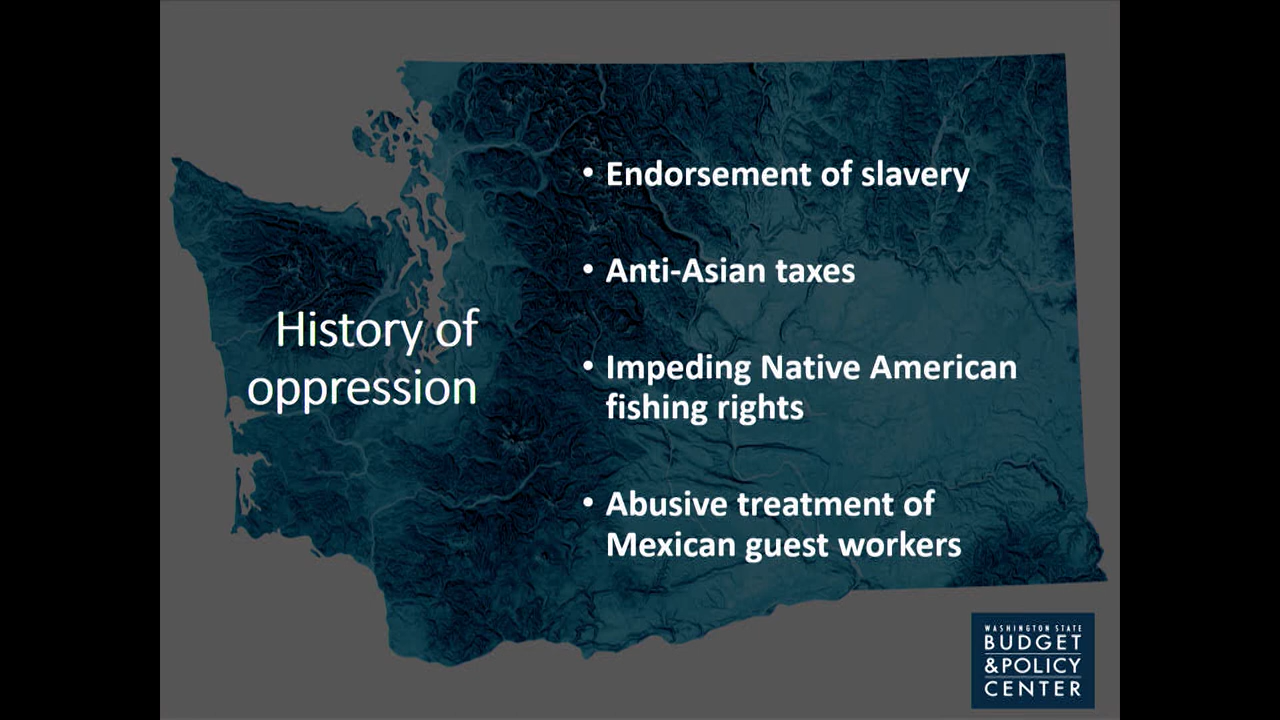 History of
oppression
• Endorsement of slavery
• Anti-Asian taxes
• Impeding Native American
fishing rights
• Abusive treatment of
Mexican guest workers
WASHINGTON STATE
BUDGET
&POLICY
CENTER